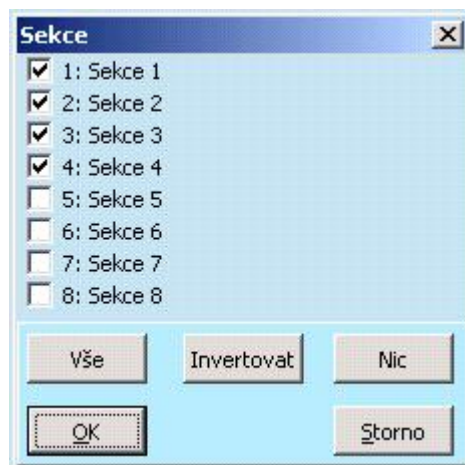 Sekce
1: Sekce 1
2: Sekce 2
3: Sekce 3
4: Sekce 4
5: Sekce 5
6: Sekce 6
7: Sekce 7
8: Sekce 8
Vše Invertovat Nic
OK Storno